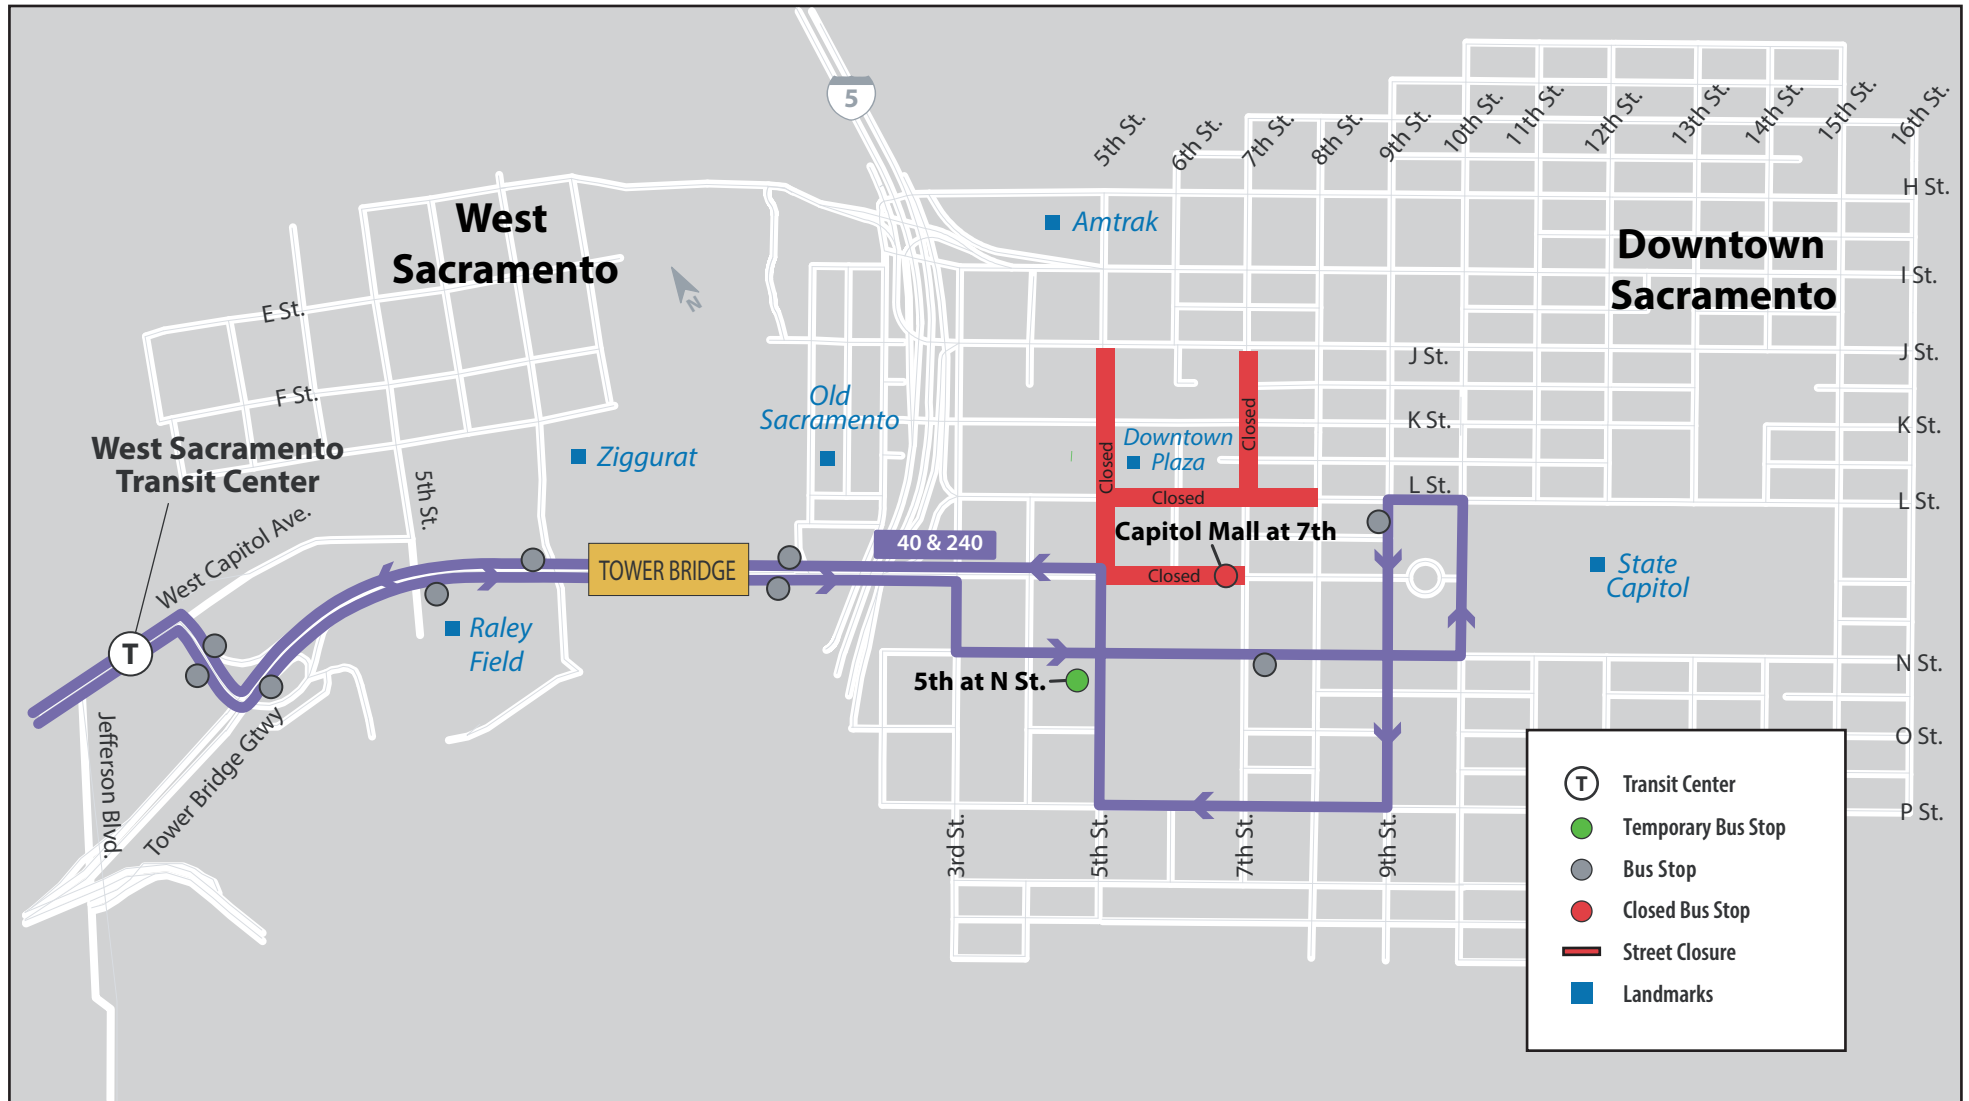 5
5th St.
6th St.
7th St.
8th St.
9th St.
10th St.
11th St.
12th St.
13th St.
14th St.
15th St.
16th St.
H St.
West
Sacramento
Amtrak
Downtown
Sacramento
I St.
N
E St.
J St.
J St.
F St.
Old
Sacramento
Closed
K St.
K St.
West Sacramento
Transit Center
Ziggurat
Closed
Downtown
Plaza
L St.
L St.
5th St.
Closed
West Capitol Ave.
40 & 240
Capitol Mall at 7th
TOWER BRIDGE
Closed
State
Capitol
T
Raley
Field
N St.
5th at N St.
Jefferson Blvd.
Tower Bridge Gtwy
O St.
P St.
3rd St.
5th St.
7th St.
9th St.
T Transit Center
Temporary Bus Stop
Bus Stop
Closed Bus Stop
Street Closure
Landmarks